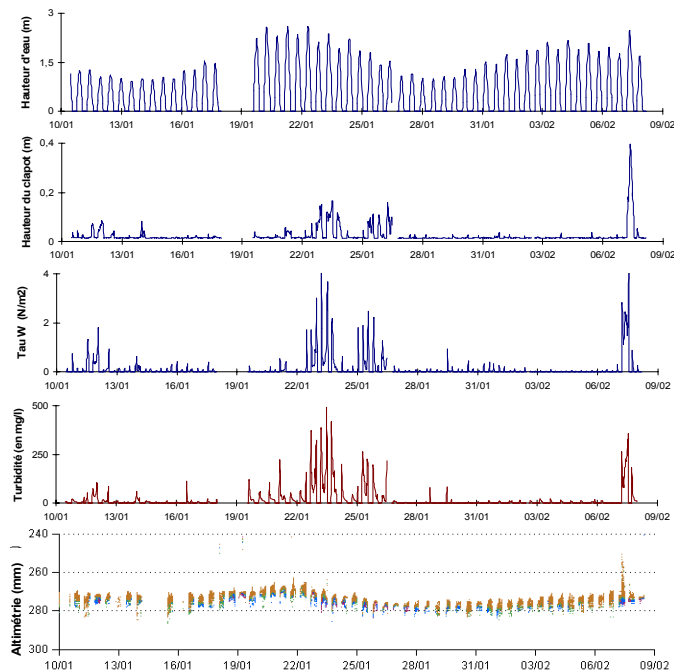 Hauteur d'eau (m)
3
1,5
0
10/01 13/01 16/01 19/01 22/01 25/01 28/01 31/01 03/02 06/02 09/02
Hauteur du clapot (m)
0,4
0,2
0
10/01 13/01 16/01 19/01 22/01 25/01 28/01 31/01 03/02 06/02 09/02
Tau W (N/m2)
4
2
0
10/01 13/01 16/01 19/01 22/01 25/01 28/01 31/01 03/02 06/02 09/02
Turbidité (en mg/l)
500
250
0
10/01 13/01 16/01 19/01 22/01 25/01 28/01 31/01 03/02 06/02 09/02
Altimétrie (mm)
240
260
280
300
10/01 13/01 16/01 19/01 22/01 25/01 28/01 31/01 03/02 06/02 09/02